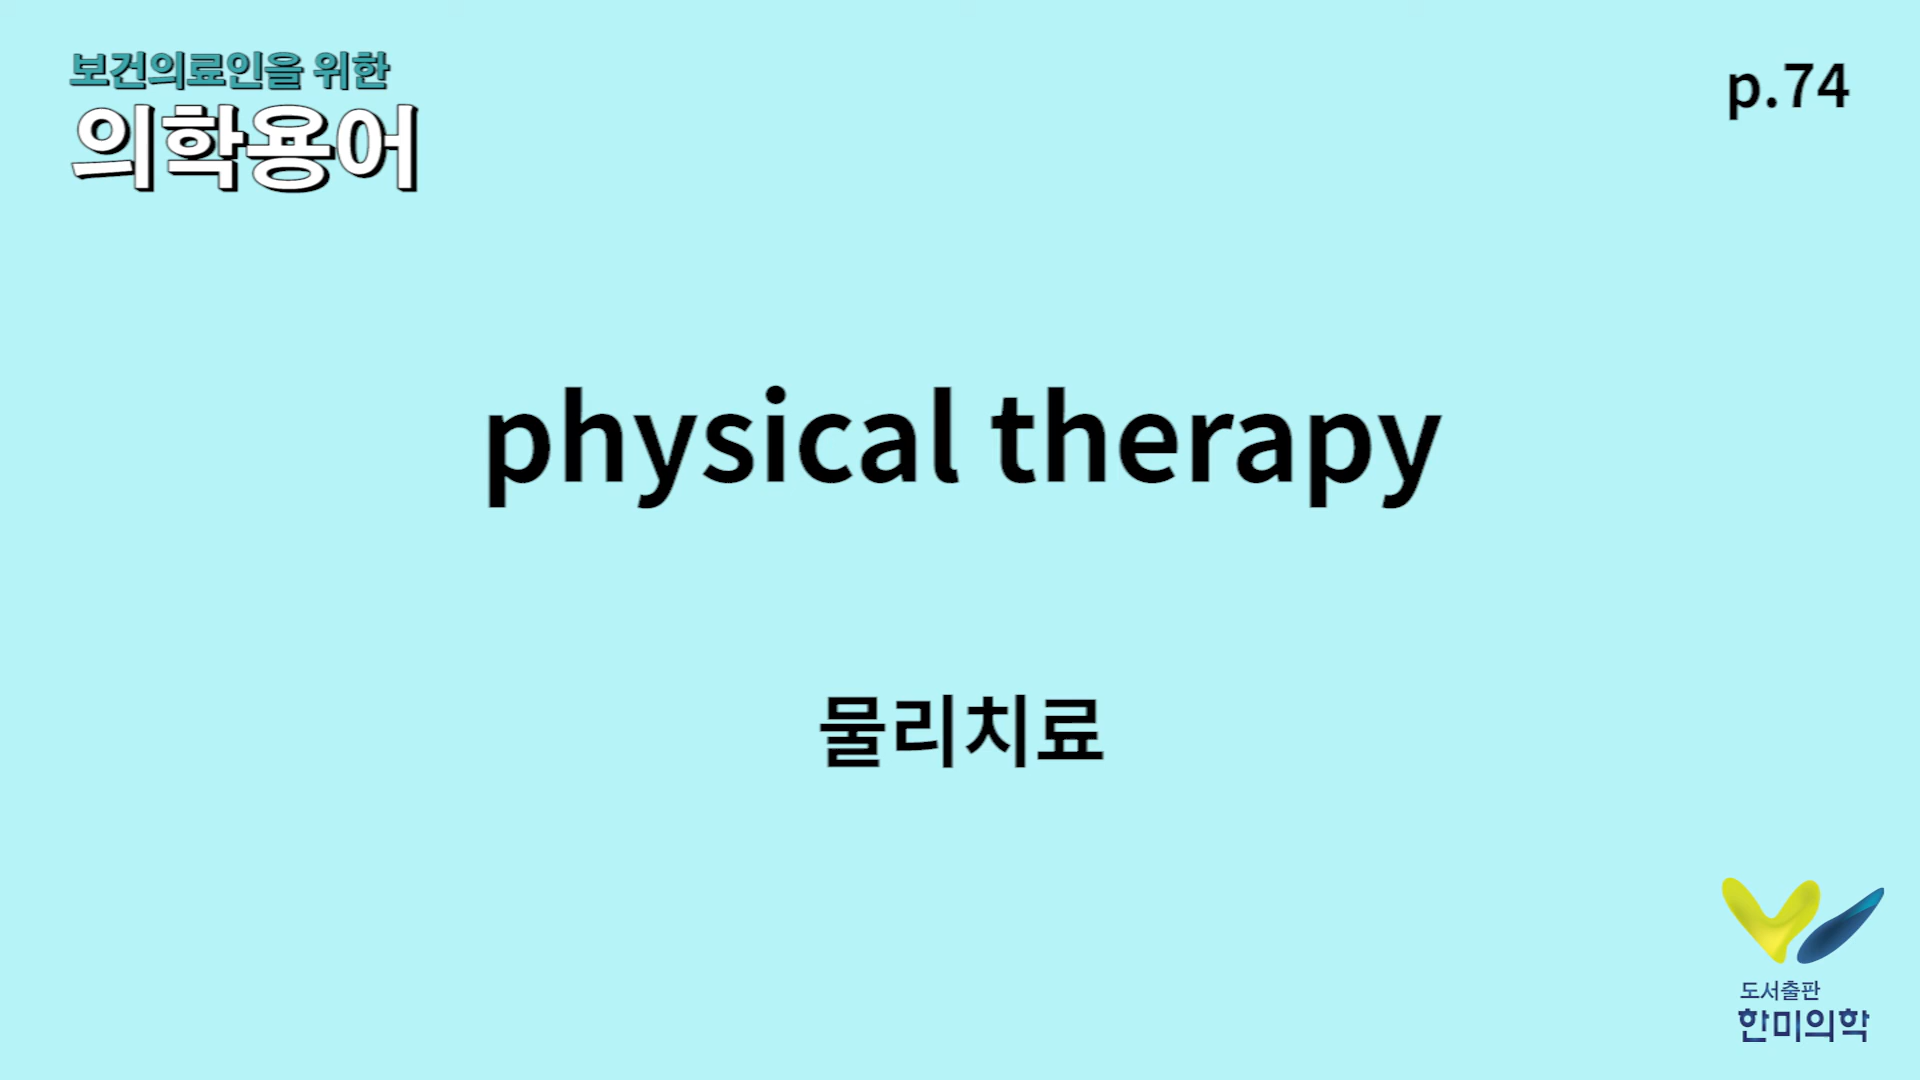 보건의료인을 위한
의학용어
p.74
physical therapy
물리치료
도서출판
한미의학